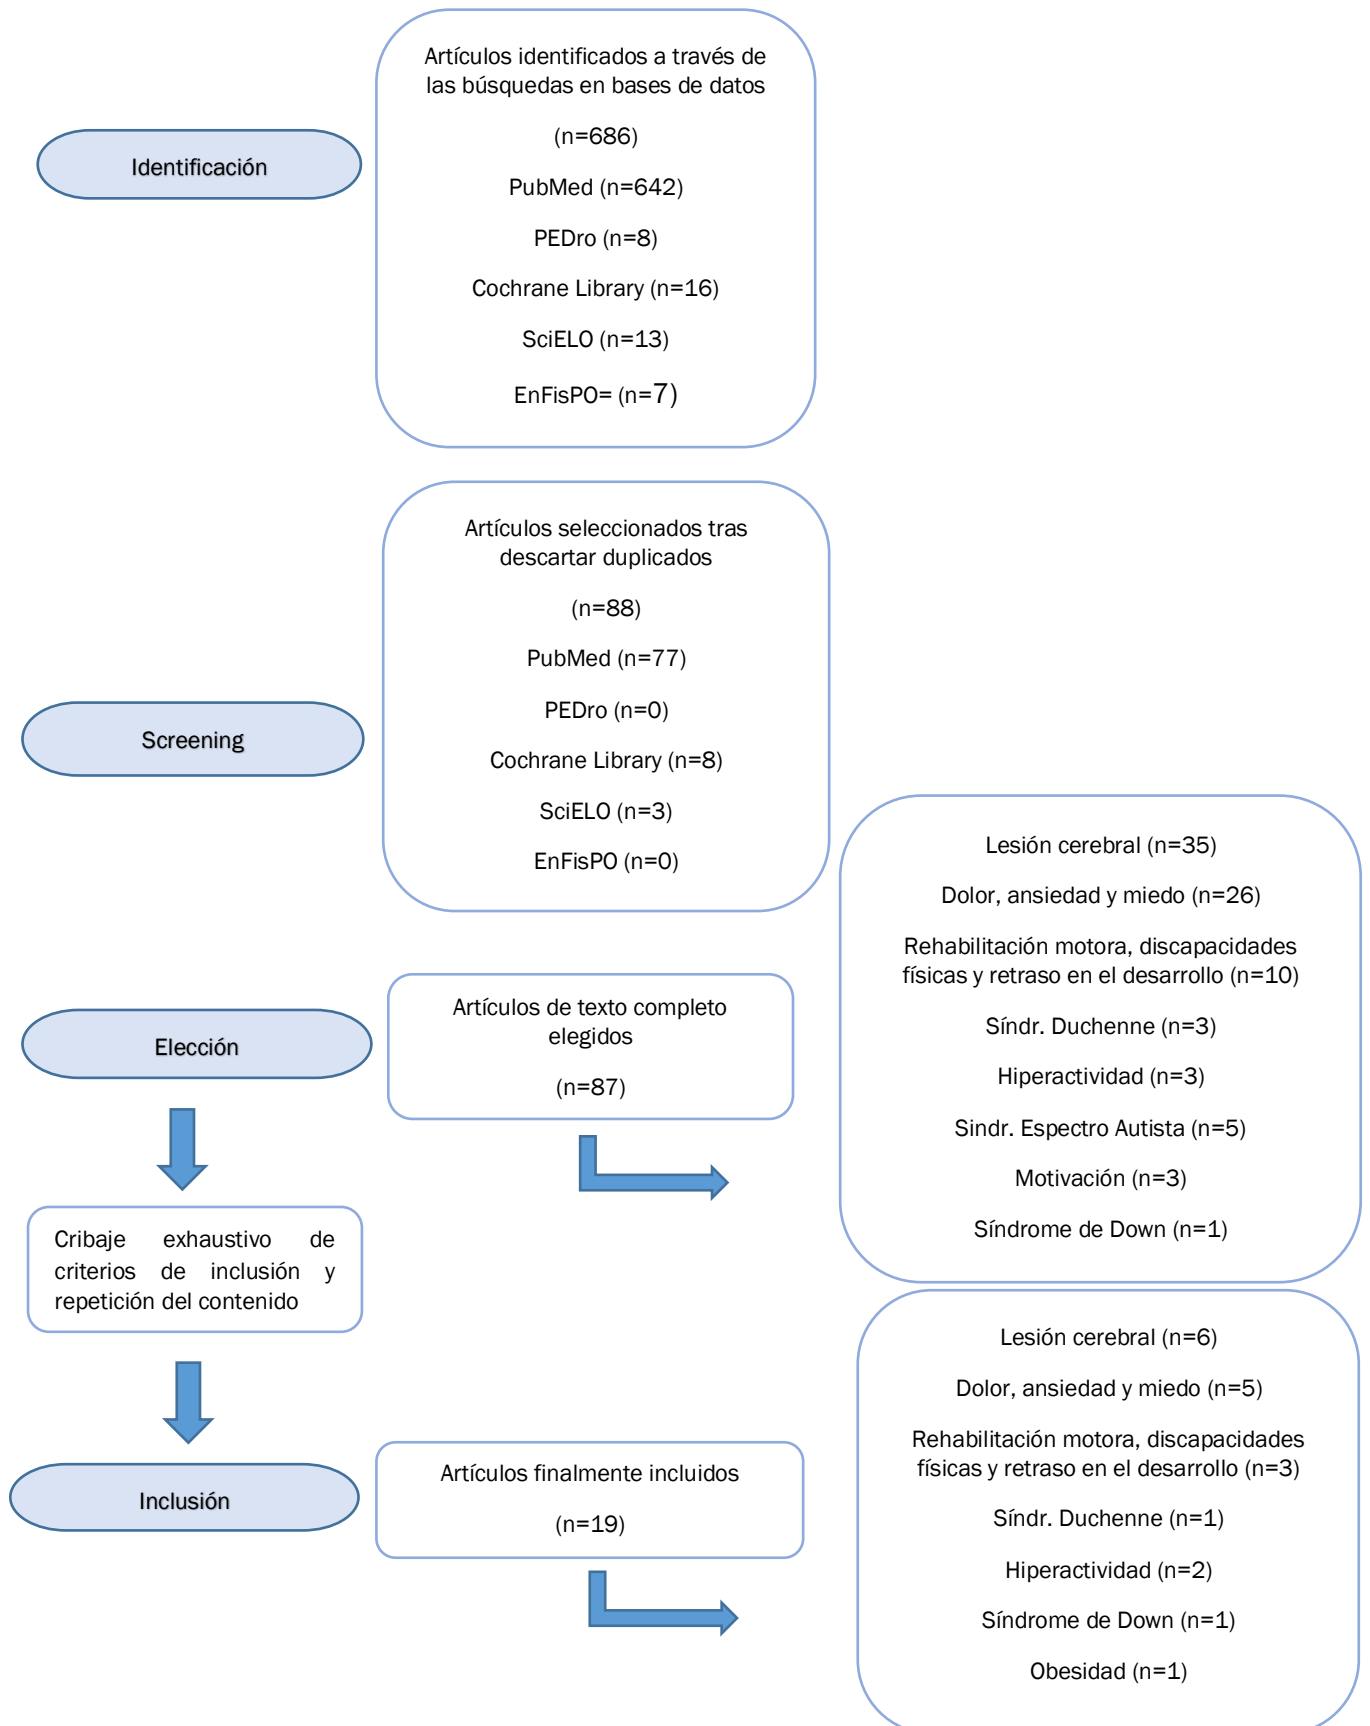 Identificación
Artículos identificados a través de
las búsquedas en bases de datos
(n=686)
PubMed (n=642)
PEDro (n=8)
Cochrane Library (n=16)
SciELO (n=13)
EnFisPO= (n=7)
Screening
Artículos seleccionados tras
descartar duplicados
(n=88)
PubMed (n=77)
PEDro (n=0)
Cochrane Library (n=8)
SciELO (n=3)
EnFisPO (n=0)
Elección
Artículos de texto completo
elegidos
(n=87)
Lesión cerebral (n=35)
Dolor, ansiedad y miedo (n=26)
Rehabilitación motora, discapacidades
físicas y retraso en el desarrollo (n=10)
Síndr. Duchenne (n=3)
Hiperactividad (n=3)
Sindr. Espectro Autista (n=5)
Motivación (n=3)
Síndrome de Down (n=1)
Cribaje exhaustivo de
criterios de inclusión y
repetición del contenido
Inclusión
Artículos finalmente incluidos
(n=19)
Lesión cerebral (n=6)
Dolor, ansiedad y miedo (n=5)
Rehabilitación motora, discapacidades
físicas y retraso en el desarrollo (n=3)
Síndr. Duchenne (n=1)
Hiperactividad (n=2)
Síndrome de Down (n=1)
Obesidad (n=1)